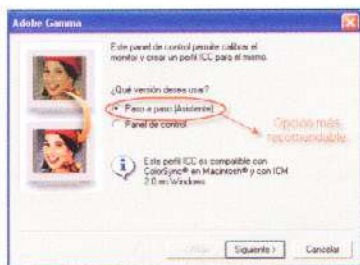 Adobe Gamma
Este panel de control permite calibrar el
monitor y crear un perfil ICC para el mismo.
¿Qué versión desea usar?
Paso a paso (Asistente)
Panel de control
Opción más
recomendable
Este perfil ICC es compatible con
ColorSync® en Macintosh® y con ICM
2.0 en Windows
Siguiente >
Cancelar